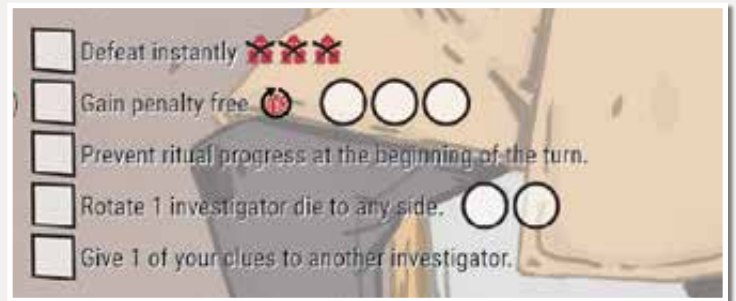 Defeat instantly
Gain penalty free
Prevent ritual progress at the beginning of the turn.
Rotate 1 investigator die to any side.
Give 1 of your clues to another investigator.